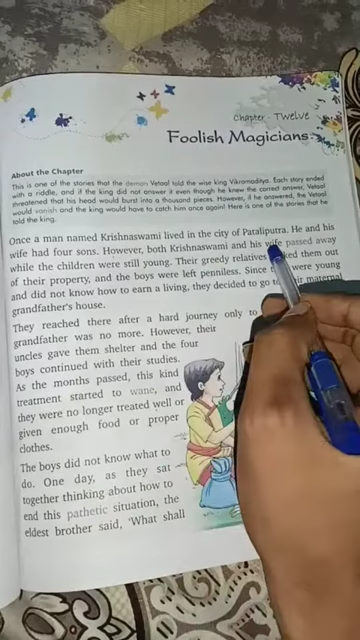 Chapter - Twelve
Foolish Magicians
About the Chapter
This is one of the stories that the demon Vetaal told the wise king Vikramaditya. Each story ended
with a riddle, and if the king did not answer it even though he knew the correct answer, Vetaal
threatened that his head would burst into a thousand pieces. However, if he answered, the Vetaal
would vanish and the king would have to catch him once again! Here is one of the stories that he
told the king.
Once a man named Krishnaswami lived in the city of Pataliputra. He and his
wife had four sons. However, both Krishnaswami and his wife passed away
while the children were still young. Their greedy relatives them out
of their property, and the boys were left penniless. Since were young
and did not know how to earn a living, they decided to go to maternal
grandfather's house.
They reached there after a hard journey only to
grandfather was no more. However, their
uncles gave them shelter and the four
boys continued with their studies.
As the months passed, this kind
treatment started to wane, and
they were no longer treated well or
given enough food or proper
clothes.
The boys did not know what to
do. One day, as they sat
together thinking about how to
end this pathetic situation, the
eldest brother said, 'What shall